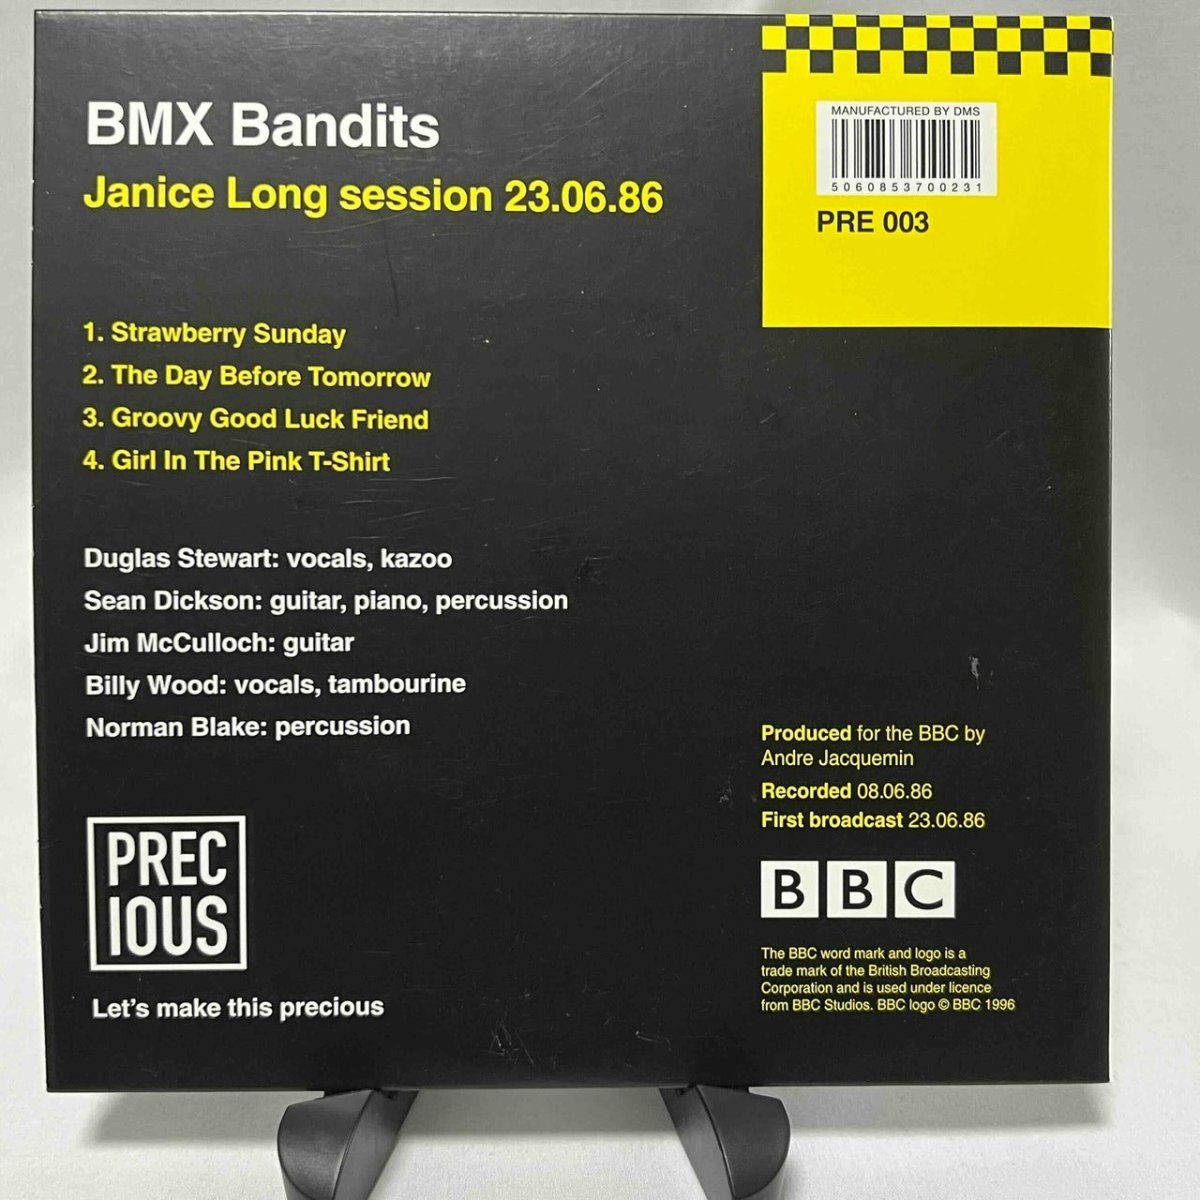 BMX Bandits
Janice Long session 23.06.86
MANUFACTURED BY DMS
5060853700231
PRE 003
1. Strawberry Sunday
2. The Day Before Tomorrow
3. Groovy Good Luck Friend
4. Girl In The Pink T-Shirt
Duglas Stewart: vocals, kazoo
Sean Dickson: guitar, piano, percussion
Jim McCulloch: guitar
Billy Wood: vocals, tambourine
Norman Blake: percussion
PREC
IOUS
Let's make this precious
Produced for the BBC by
Andre Jacquemin
Recorded 08.06.86
First broadcast 23.06.86
BBC
The BBC word mark and logo is a
trade mark of the British Broadcasting
Corporation and is used under licence
from BBC Studios. BBC logo © BBC 1996